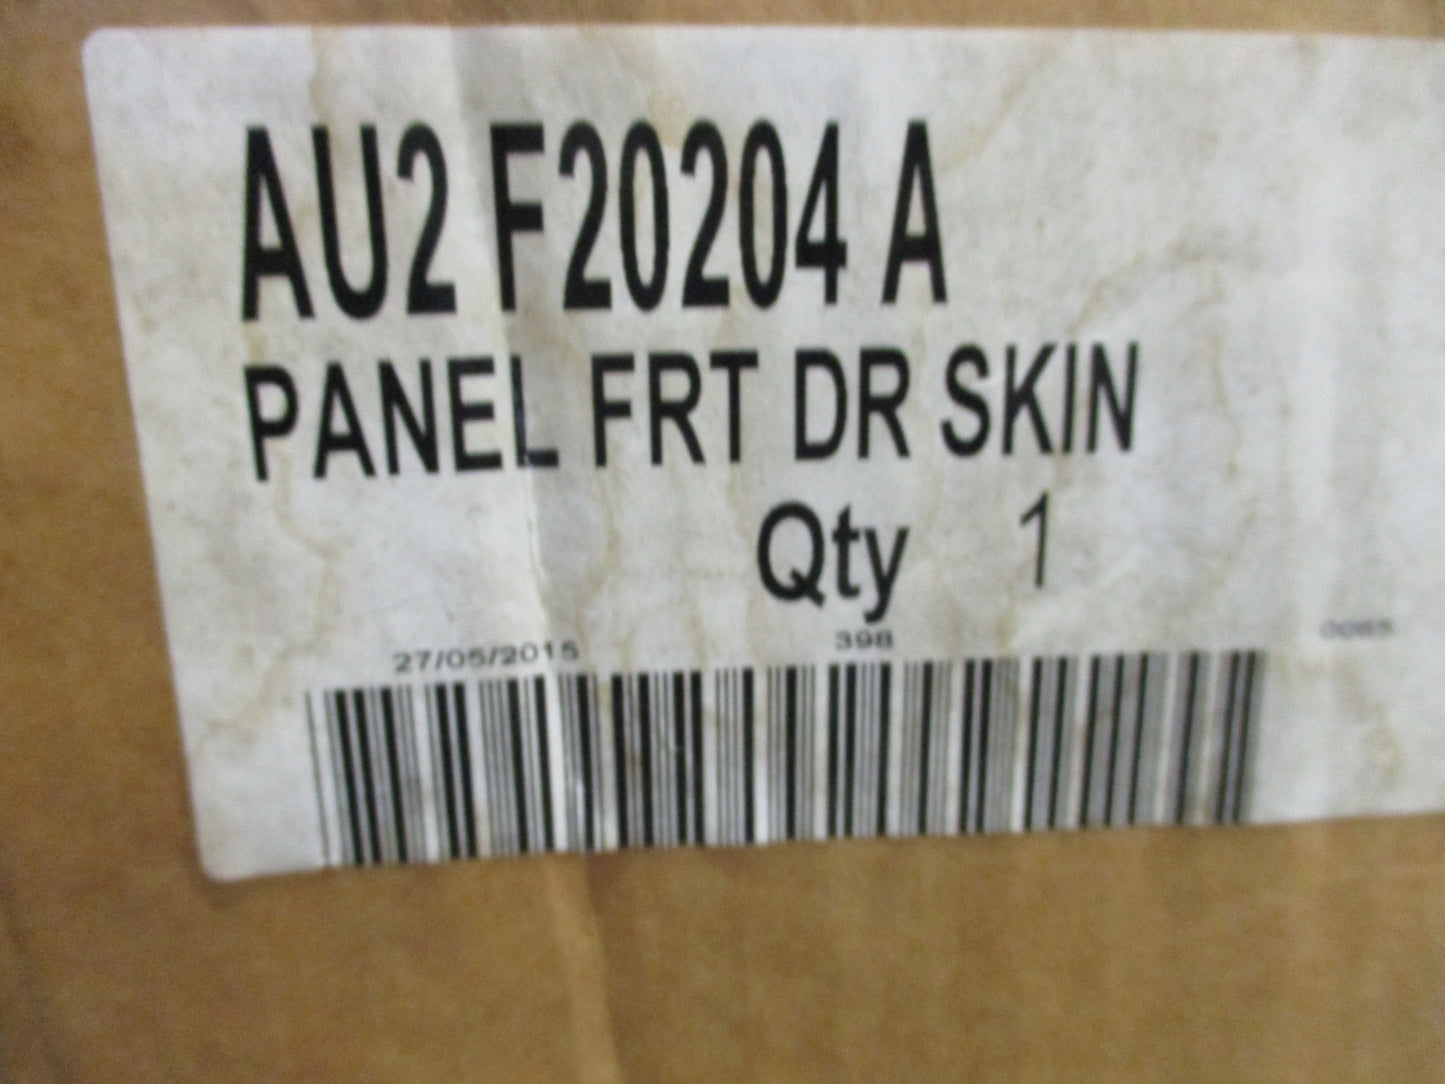 AU2 F20204 A
PANEL FRT DR SKIN
Qty 1
27/05/2015 398